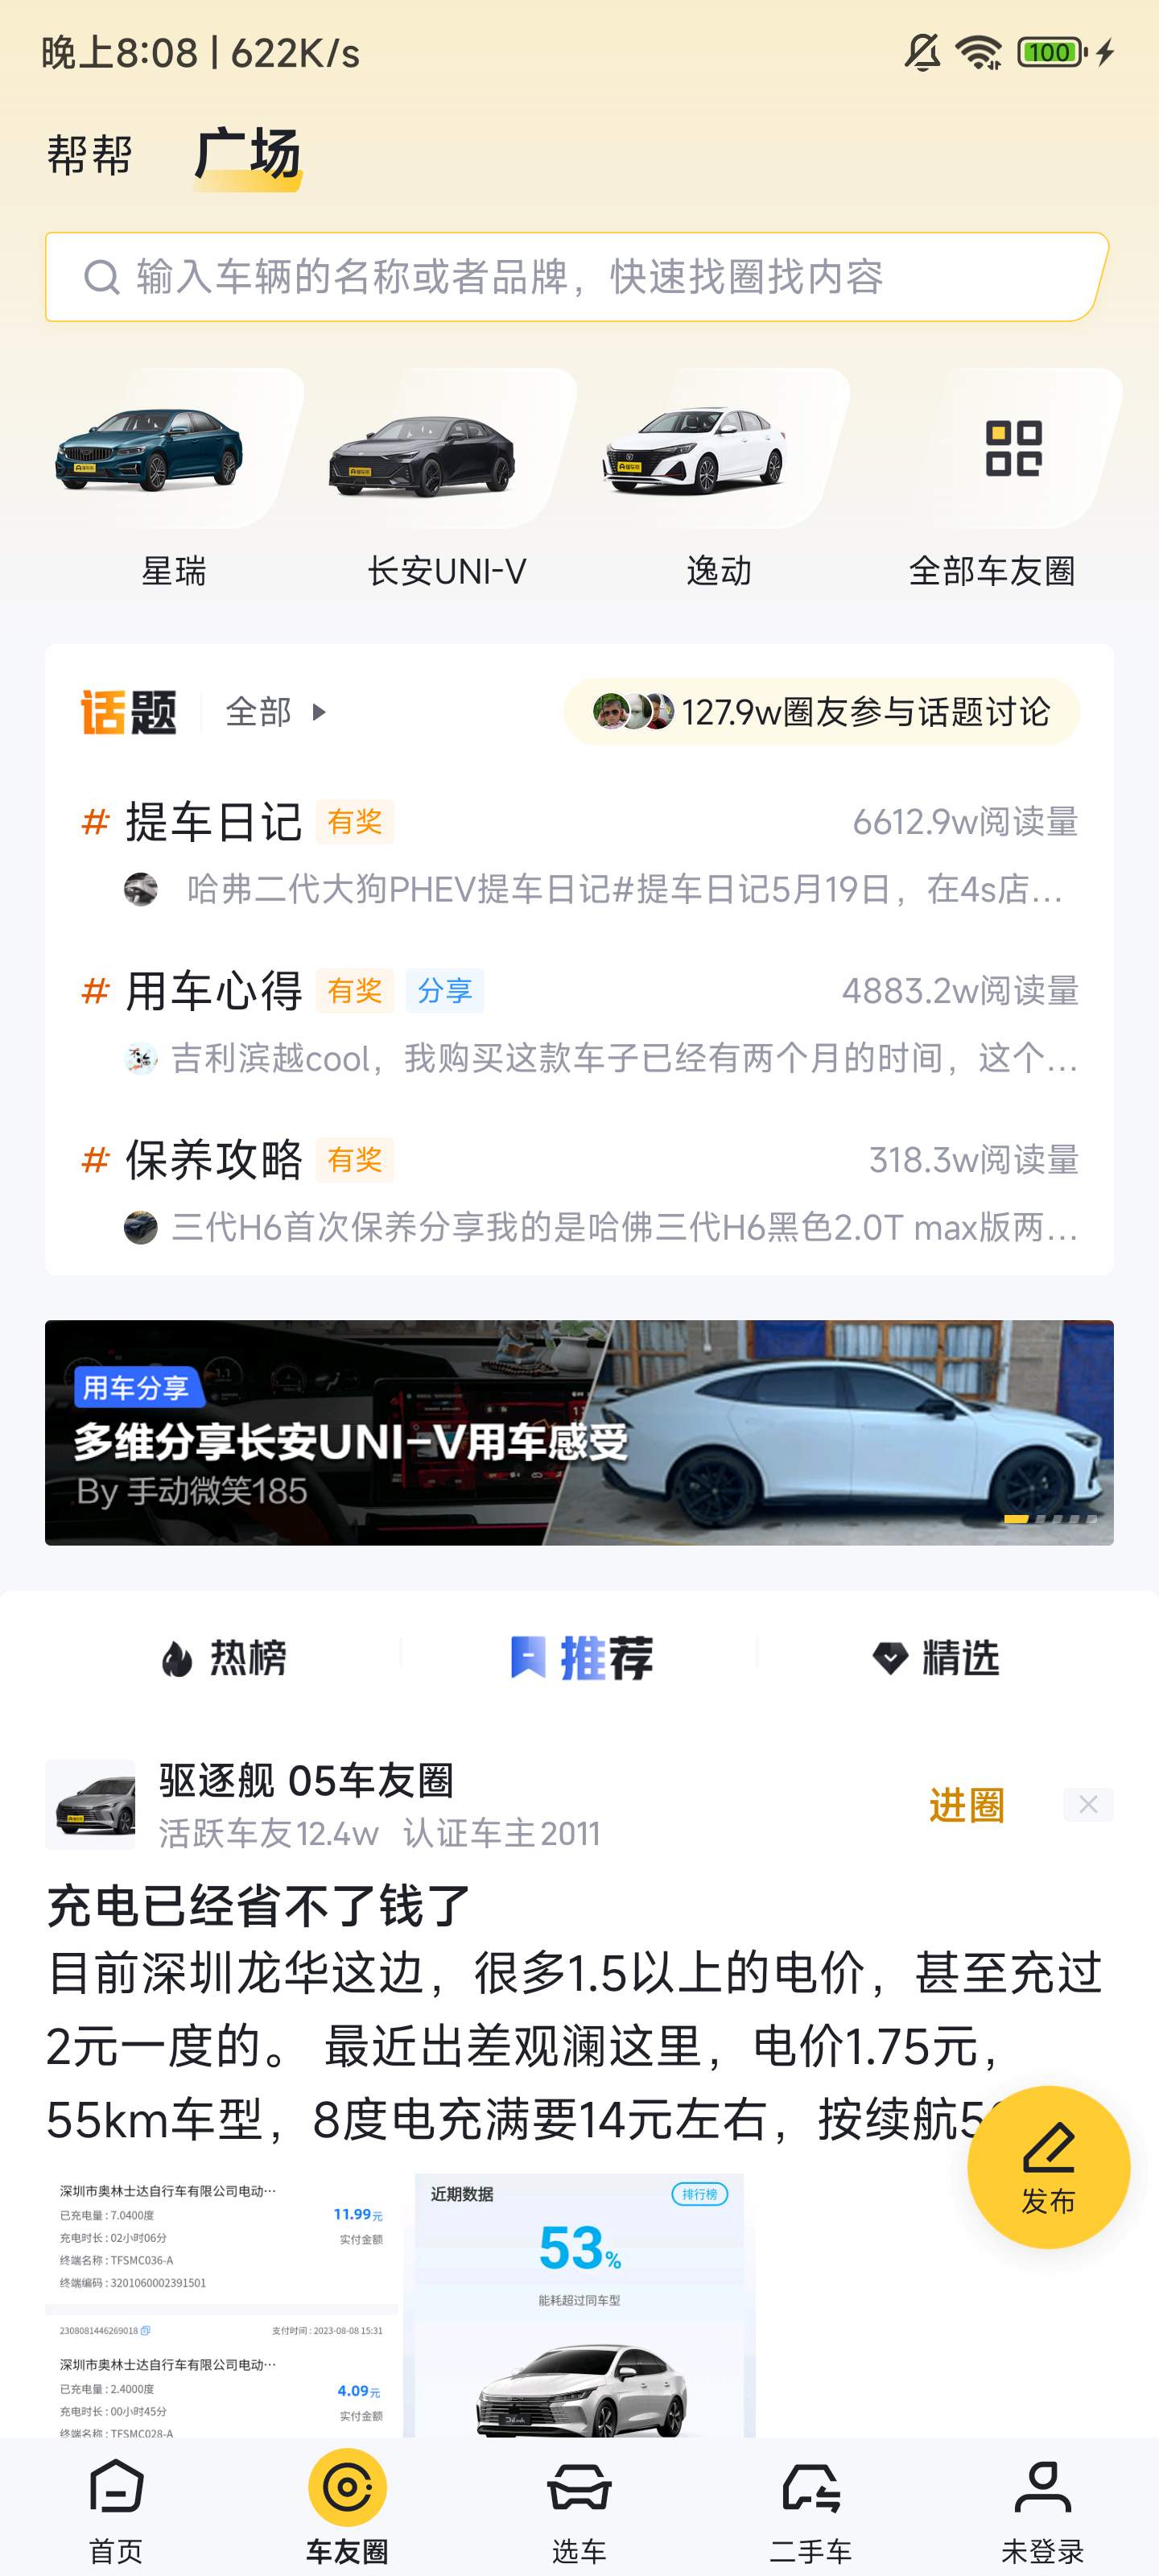 晚上8:08 | 622K/s
100
帮帮 广场
输入车辆的名称或者品牌，快速找圈找内容
星瑞 长安UNI-V 逸动 全部车友圈
话题 全部 127.9w圈友参与话题讨论
# 提车日记 有奖 6612.9w阅读量
哈弗二代大狗PHEV提车日记#提车日记5月19日，在4s店...
# 用车心得 有奖 分享 4883.2w阅读量
吉利滨越cool，我购买这款车子已经有两个月的时间，这个...
# 保养攻略 有奖 318.3w阅读量
三代H6首次保养分享我的是哈佛三代H6黑色2.0T max版两...
用车分享
多维分享长安UNI-V用车感受
By 手动微笑185
热榜 推荐 精选
驱逐舰 05车友圈
活跃车友12.4w 认证车主2011
进圈
充电已经省不了钱了
目前深圳龙华这边，很多1.5以上的电价，甚至充过
2元一度的。 最近出差观澜这里，电价1.75元，
55km车型，8度电充满要14元左右，按续航5
发布
深圳市奥林士达自行车有限公司电动···
已充电量 : 7.0400度
11.99元
充电时长 : 02小时06分
实付金额
终端名称 : TFSMC036-A
终端编码 : 3201060002391501
2308081446269018 支付时间 : 2023-08-08 15:31
深圳市奥林士达自行车有限公司电动···
已充电量 : 2.4000度
4.09元
充电时长 : 00小时45分
实付金额
终端名称 : TFSMC028-A
近期数据 排行榜
53%
能耗超过同车型
首页 车友圈 选车 二手车 未登录